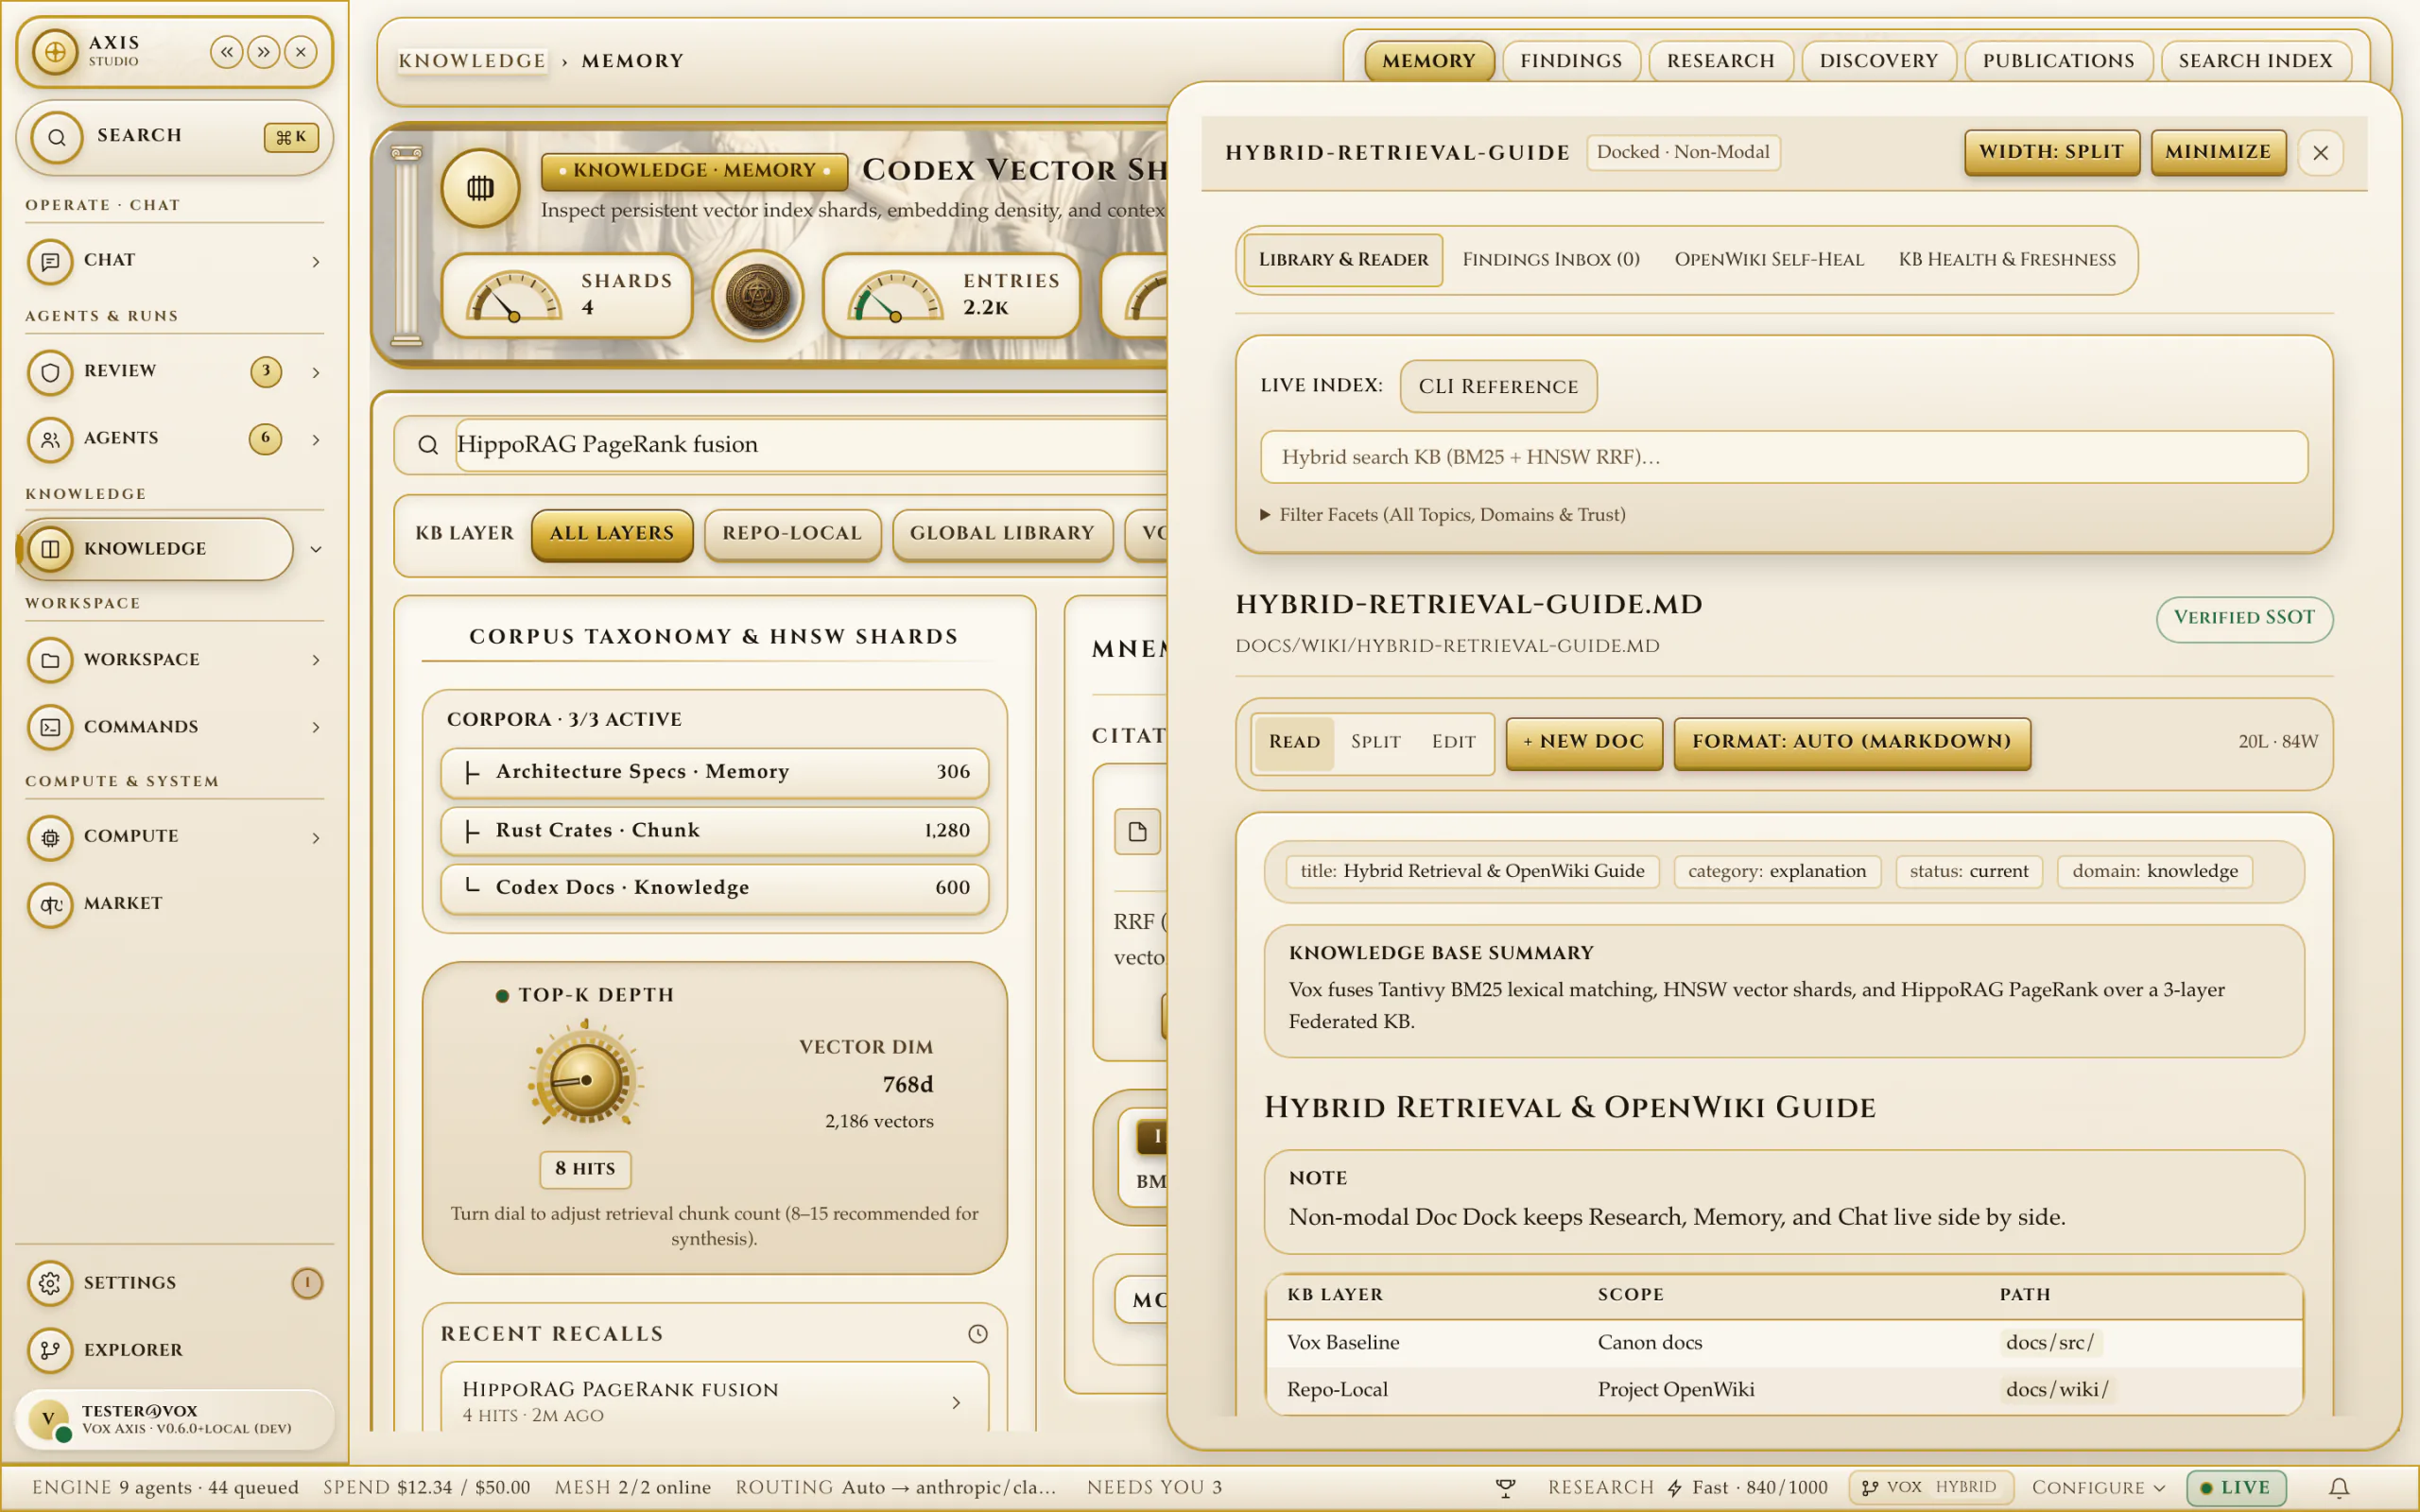 AXIS
STUDIO
SEARCH
⌘ K
OPERATE · CHAT
CHAT
AGENTS & RUNS
REVIEW 3
AGENTS 6
KNOWLEDGE
KNOWLEDGE
WORKSPACE
WORKSPACE
COMMANDS
COMPUTE & SYSTEM
COMPUTE
MARKET
SETTINGS 1
EXPLORER
V
TESTER@VOX
VOX AXIS · V0.6.0+LOCAL (DEV)
KNOWLEDGE › MEMORY
MEMORY FINDINGS RESEARCH DISCOVERY PUBLICATIONS SEARCH INDEX
• KNOWLEDGE · MEMORY • CODEX VECTOR SH
Inspect persistent vector index shards, embedding density, and contex
SHARDS
4
ENTRIES
2.2K
HippoRAG PageRank fusion
KB LAYER ALL LAYERS REPO-LOCAL GLOBAL LIBRARY VO
CORPUS TAXONOMY & HNSW SHARDS
CORPORA · 3/3 ACTIVE
├ Architecture Specs · Memory 306
├ Rust Crates · Chunk 1,280
└ Codex Docs · Knowledge 600
TOP-K DEPTH
VECTOR DIM
768d
2,186 vectors
8 HITS
Turn dial to adjust retrieval chunk count (8–15 recommended for
synthesis).
RECENT RECALLS
HIPPORAG PAGERANK FUSION
4 HITS · 2M AGO
MNEM
CITAT
RRF (
vecto
BM
MO
HYBRID-RETRIEVAL-GUIDE Docked · Non-Modal WIDTH: SPLIT MINIMIZE
LIBRARY & READER FINDINGS INBOX (0) OPENWIKI SELF-HEAL KB HEALTH & FRESHNESS
LIVE INDEX: CLI REFERENCE
Hybrid search KB (BM25 + HNSW RRF)…
▶ Filter Facets (All Topics, Domains & Trust)
HYBRID-RETRIEVAL-GUIDE.MD
VERIFIED SSOT
DOCS/WIKI/HYBRID-RETRIEVAL-GUIDE.MD
READ SPLIT EDIT + NEW DOC FORMAT: AUTO (MARKDOWN) 20L · 84W
title: Hybrid Retrieval & OpenWiki Guide category: explanation status: current domain: knowledge
KNOWLEDGE BASE SUMMARY
Vox fuses Tantivy BM25 lexical matching, HNSW vector shards, and HippoRAG PageRank over a 3-layer
Federated KB.
HYBRID RETRIEVAL & OPENWIKI GUIDE
NOTE
Non-modal Doc Dock keeps Research, Memory, and Chat live side by side.
KB LAYER SCOPE PATH
Vox Baseline Canon docs docs/src/
Repo-Local Project OpenWiki docs/wiki/
ENGINE 9 agents · 44 queued SPEND $12.34 / $50.00 MESH 2/2 online ROUTING Auto → anthropic/cla… NEEDS YOU 3 RESEARCH Fast · 840/1000 VOX HYBRID CONFIGURE LIVE